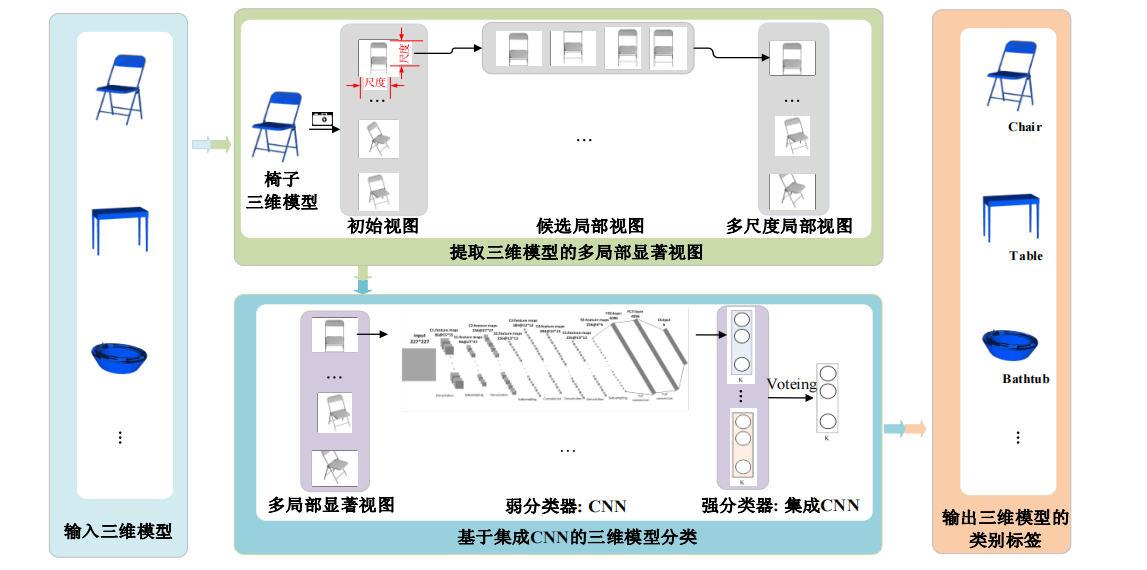 输入三维模型
椅子
三维模型
尺度
尺度
...
初始视图
...
候选局部视图
...
多尺度局部视图
提取三维模型的多局部显著视图
...
多局部显著视图
input
227*227
Output
...
弱分类器: CNN
K
K
强分类器: 集成CNN
Voteing
K
基于集成CNN的三维模型分类
Chair
Table
Bathtub
输出三维模型的
类别标签